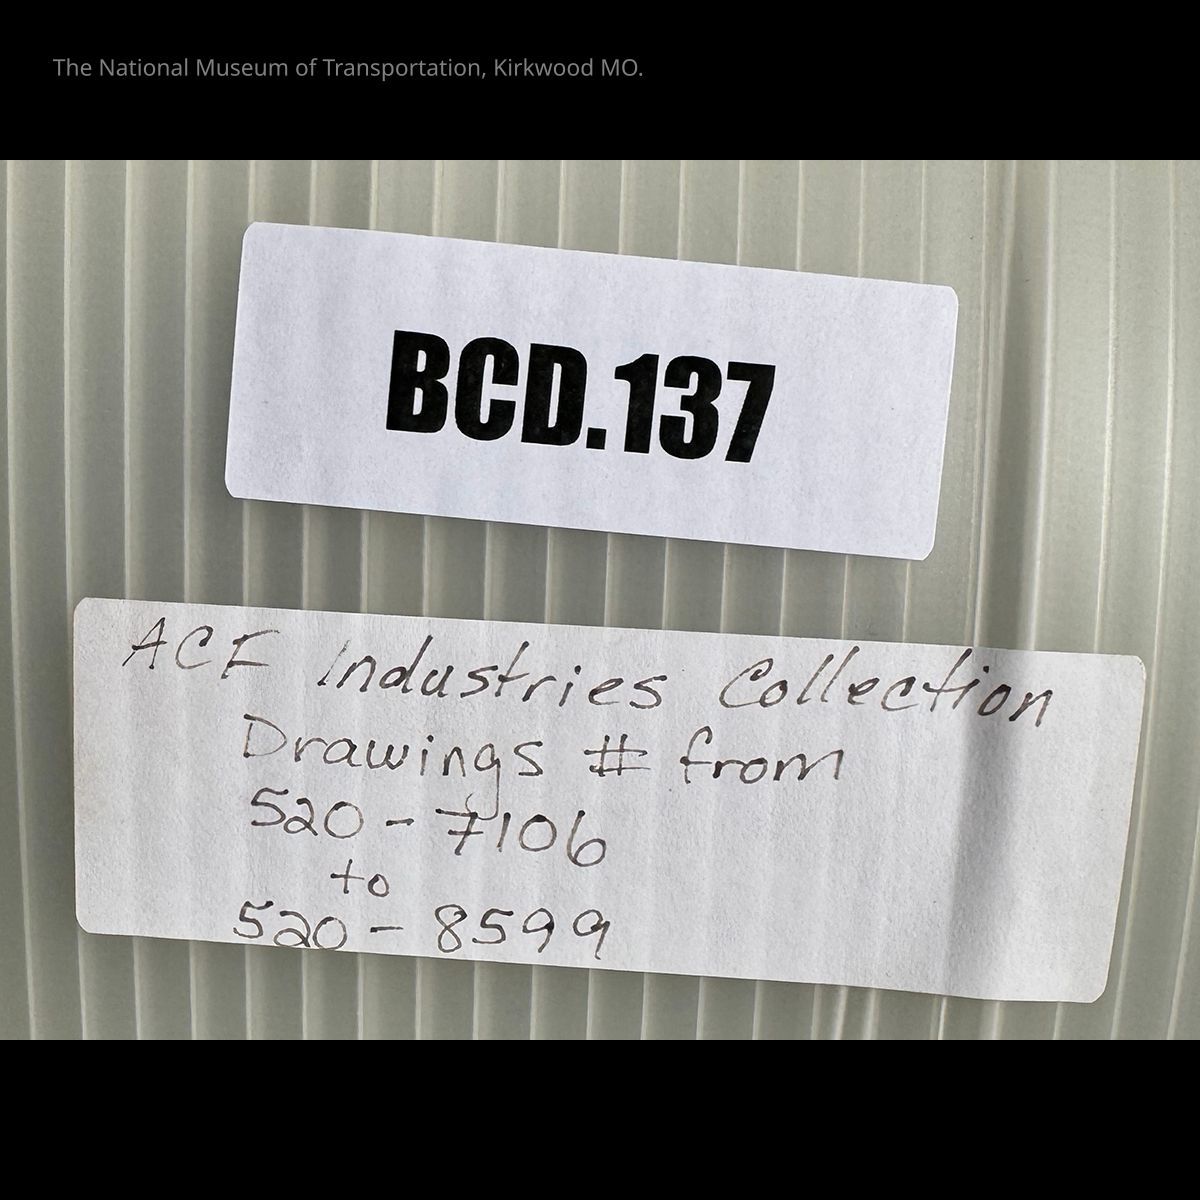 The National Museum of Transportation, Kirkwood MO.
BCD.137
ACF Industries Collection
Drawings # from
520-7106
to
520-8599